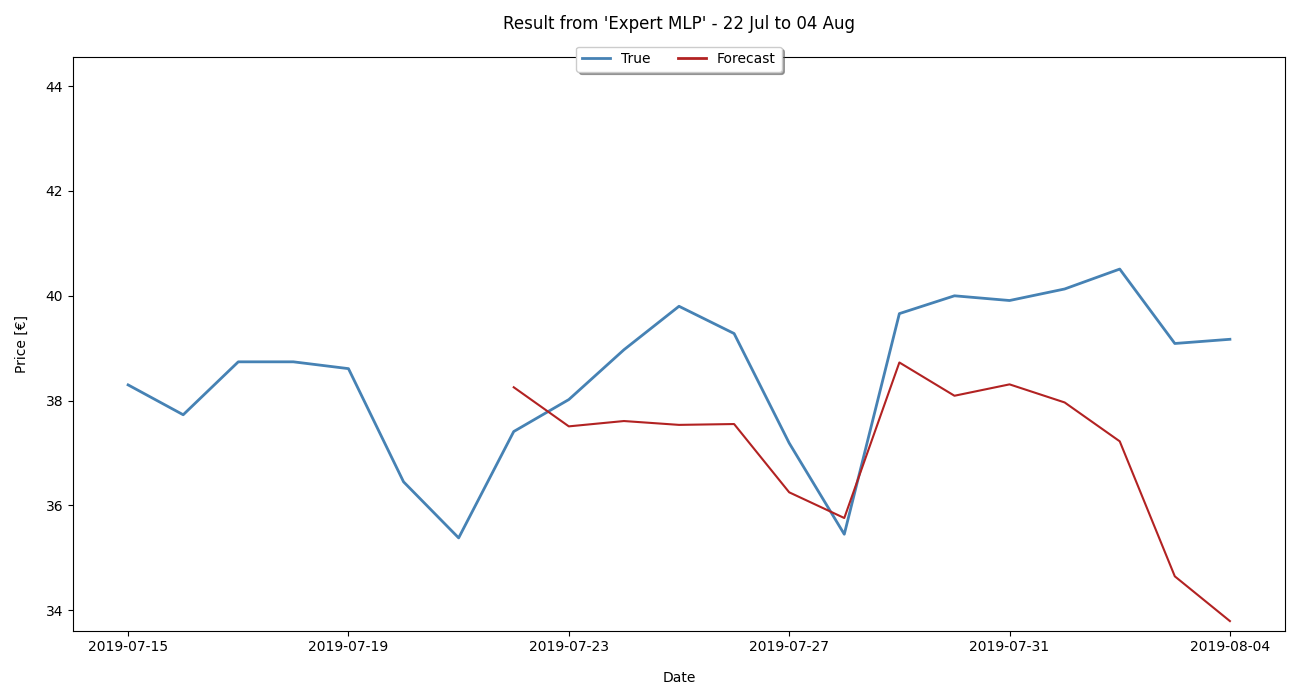 Result from 'Expert MLP' - 22 Jul to 04 Aug
True Forecast
44
42
40
38
36
34
Price [€]
2019-07-15 2019-07-19 2019-07-23 2019-07-27 2019-07-31 2019-08-04
Date